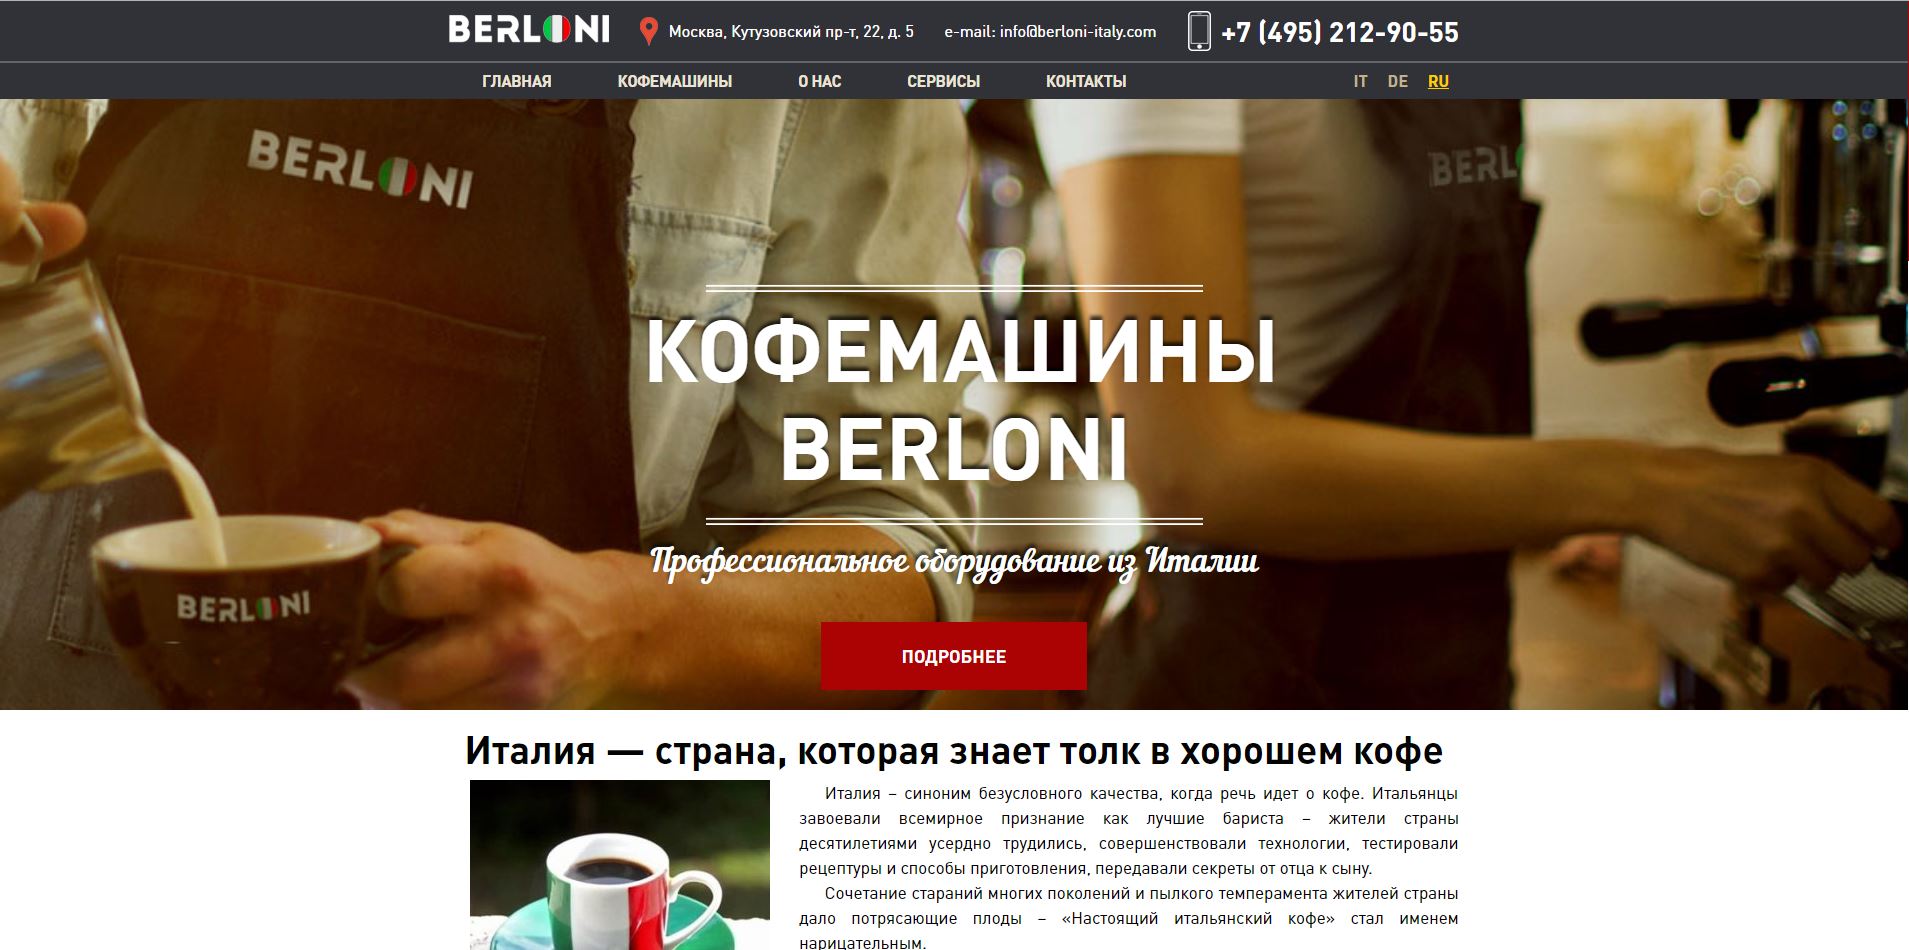 BERLONI
Москва, Кутузовский пр-т, 22, д. 5
e-mail: info@berloni-italy.com
+7 (495) 212-90-55
ГЛАВНАЯ
КОФЕМАШИНЫ
О НАС
СЕРВИСЫ
КОНТАКТЫ
IT
DE
RU
BERLONI
BERL
КОФЕМАШИНЫ
BERLONI
Профессиональное оборудование из Италии
BERLONI
ПОДРОБНЕЕ
Италия — страна, которая знает толк в хорошем кофе
Италия – синоним безусловного качества, когда речь идет о кофе. Итальянцы
завоевали всемирное признание как лучшие бариста – жители страны
десятилетиями усердно трудились, совершенствовали технологии, тестировали
рецептуры и способы приготовления, передавали секреты от отца к сыну.
Сочетание стараний многих поколений и пылкого темперамента жителей страны
дало потрясающие плоды – «Настоящий итальянский кофе» стал именем
нарицательным.